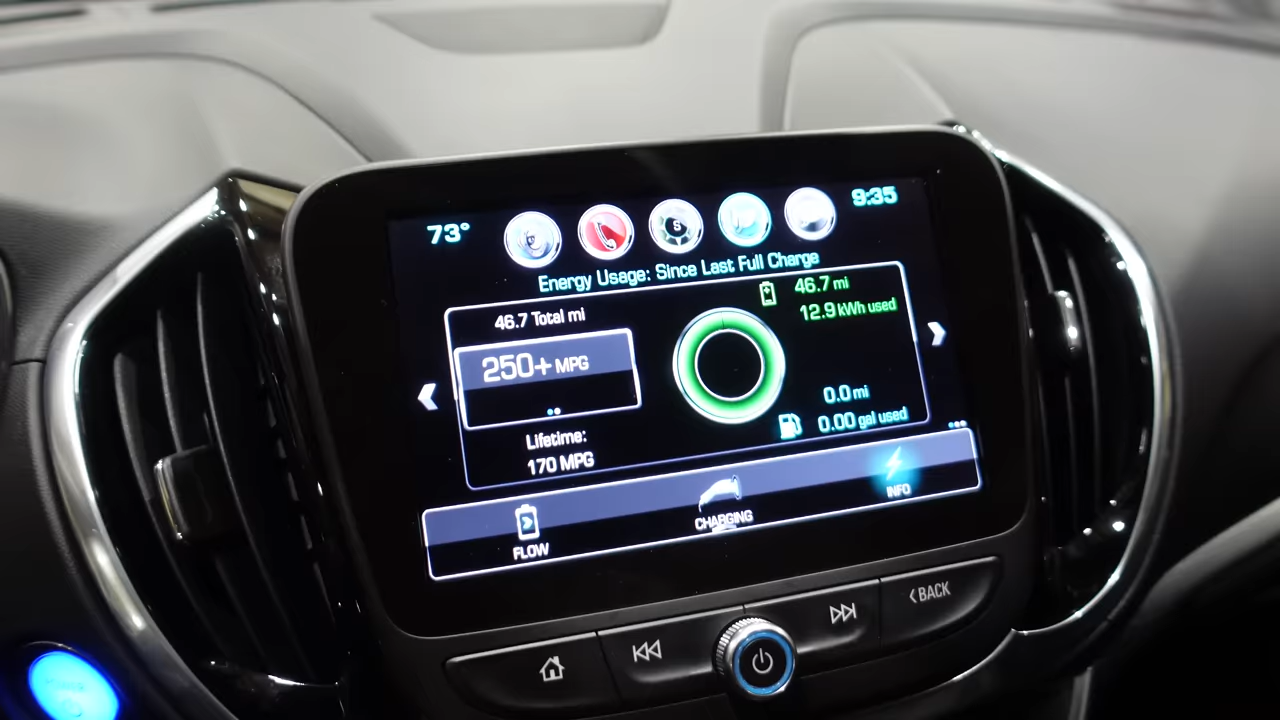 73°
S
9:35
Energy Usage: Since Last Full Charge
46.7 Total mi
250+ MPG
Lifetime:
170 MPG
46.7 mi
12.9 kWh used
0.0 mi
0.00 gal used
FLOW
CHARGING
INFO
BACK